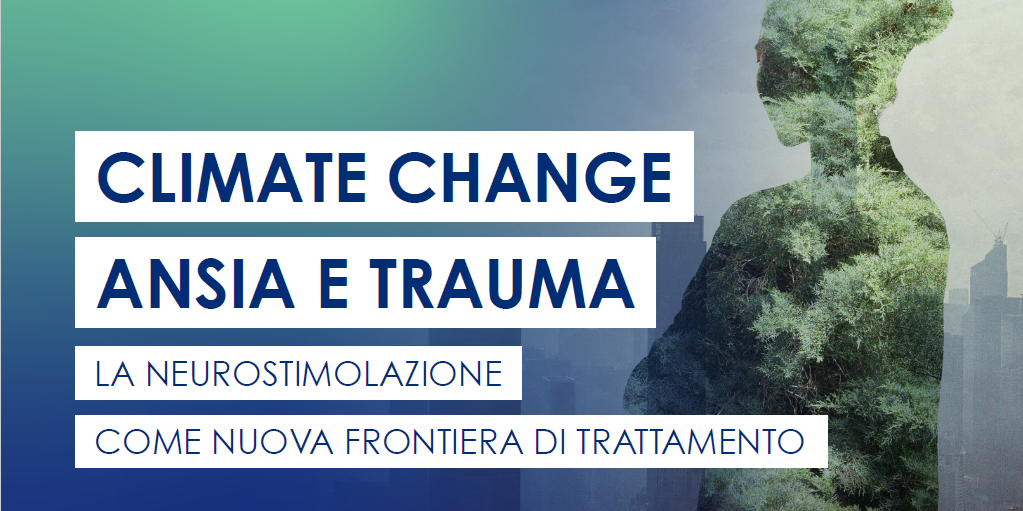 CLIMATE CHANGE
ANSIA E TRAUMA
LA NEUROSTIMOLAZIONE
COME NUOVA FRONTIERA DI TRATTAMENTO